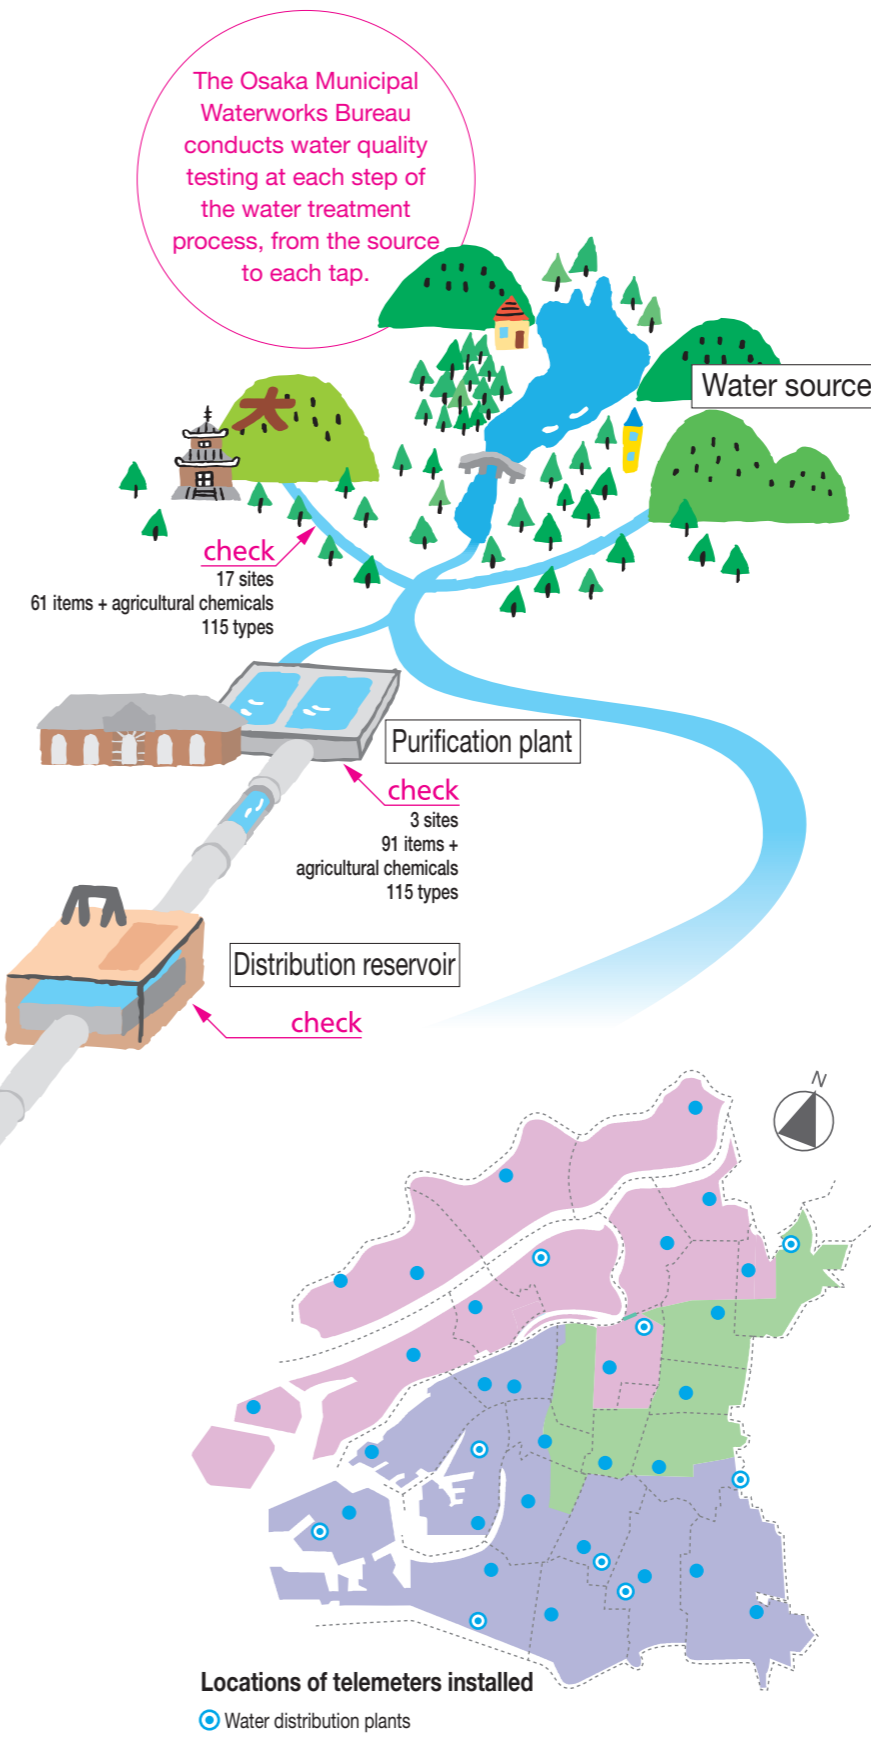 The Osaka Municipal
Waterworks Bureau
conducts water quality
testing at each step of
the water treatment
process, from the source
to each tap.
大
Water source
check
17 sites
61 items + agricultural chemicals
115 types
Purification plant
check
3 sites
91 items +
agricultural chemicals
115 types
Distribution reservoir
check
N
Locations of telemeters installed
Water distribution plants